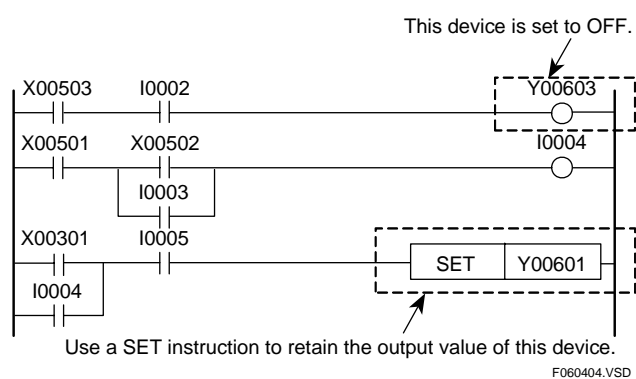 This device is set to OFF.
X00503 I0002 Y00603
X00501 X00502 I0004
I0003
X00301 I0005
SET Y00601
I0004
Use a SET instruction to retain the output value of this device.
F060404.VSD